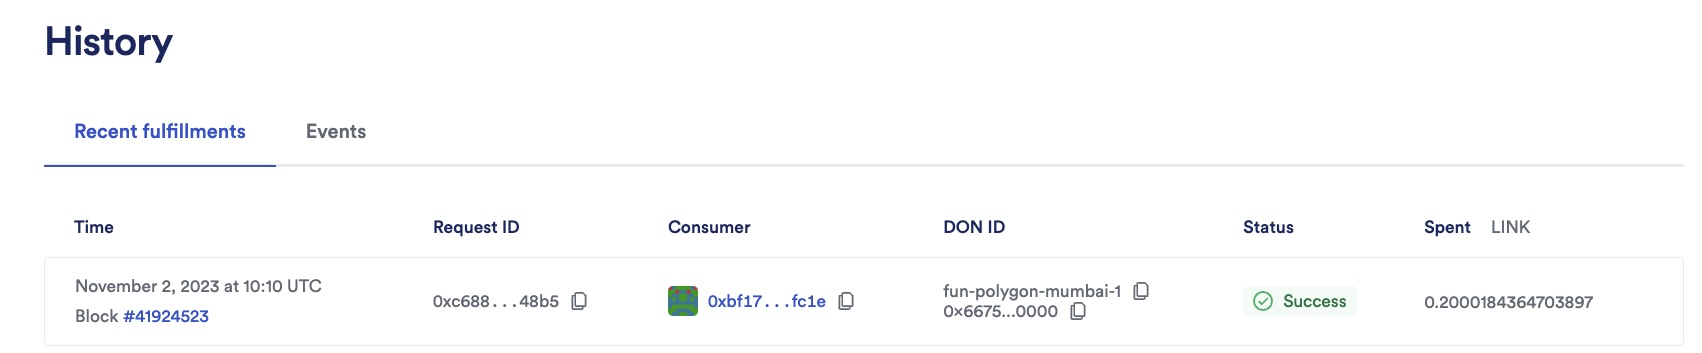 History
Recent fulfillments Events
Time Request ID Consumer DON ID Status Spent LINK
November 2, 2023 at 10:10 UTC
Block #41924523
0xc688...48b5
0xbf17...fc1e
fun-polygon-mumbai-1
0x6675...0000
Success
0.2000184364703897